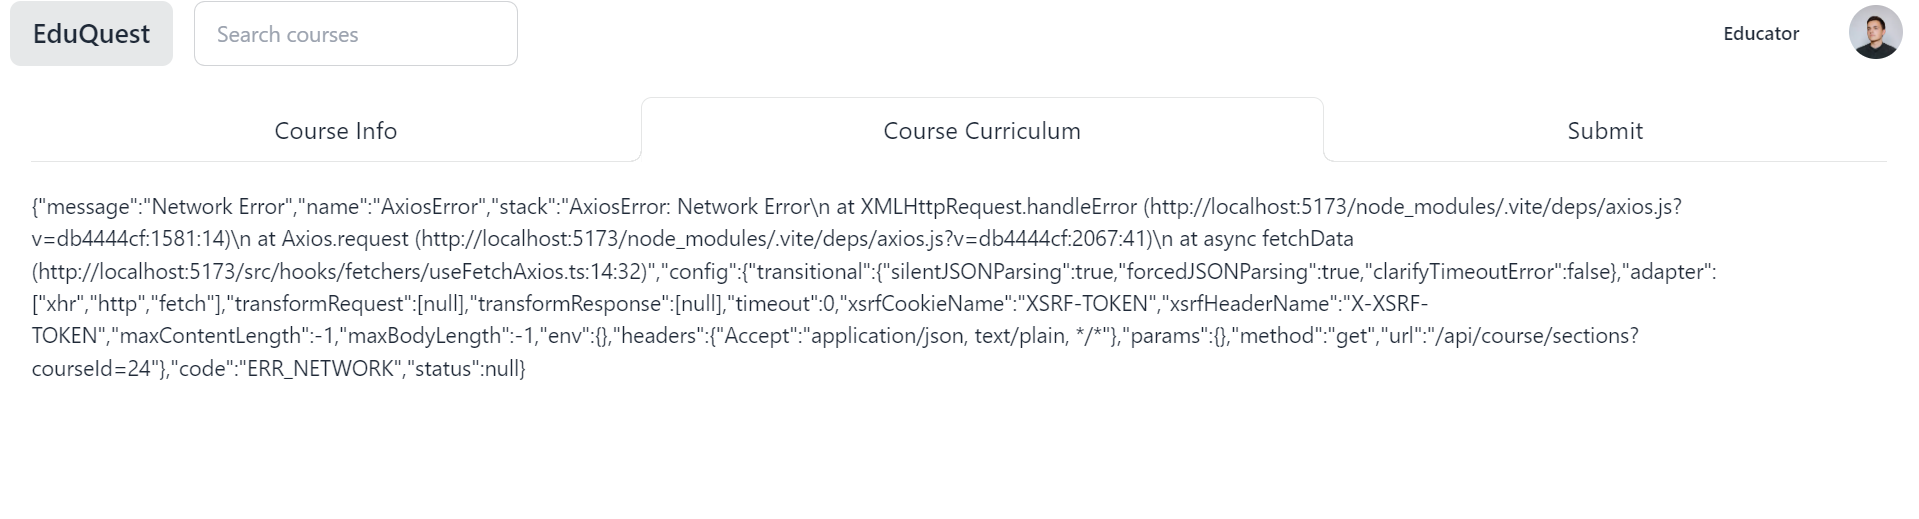 EduQuest
Search courses
Educator
Course Info
Course Curriculum
Submit
{"message":"Network Error","name":"AxiosError","stack":"AxiosError: Network Error\n at XMLHttpRequest.handleError (http://localhost:5173/node_modules/.vite/deps/axios.js?
v=db4444cf:1581:14)\n at Axios.request (http://localhost:5173/node_modules/.vite/deps/axios.js?v=db4444cf:2067:41)\n at async fetchData
(http://localhost:5173/src/hooks/fetchers/useFetchAxios.ts:14:32)","config":{"transitional":{"silentJSONParsing":true,"forcedJSONParsing":true,"clarifyTimeoutError":false},"adapter":
["xhr","http","fetch"],"transformRequest":[null],"transformResponse":[null],"timeout":0,"xsrfCookieName":"XSRF-TOKEN","xsrfHeaderName":"X-XSRF-
TOKEN","maxContentLength":-1,"maxBodyLength":-1,"env":{},"headers":{"Accept":"application/json, text/plain, */*"},"params":{},"method":"get","url":"/api/course/sections?
courseId=24"},"code":"ERR_NETWORK","status":null}